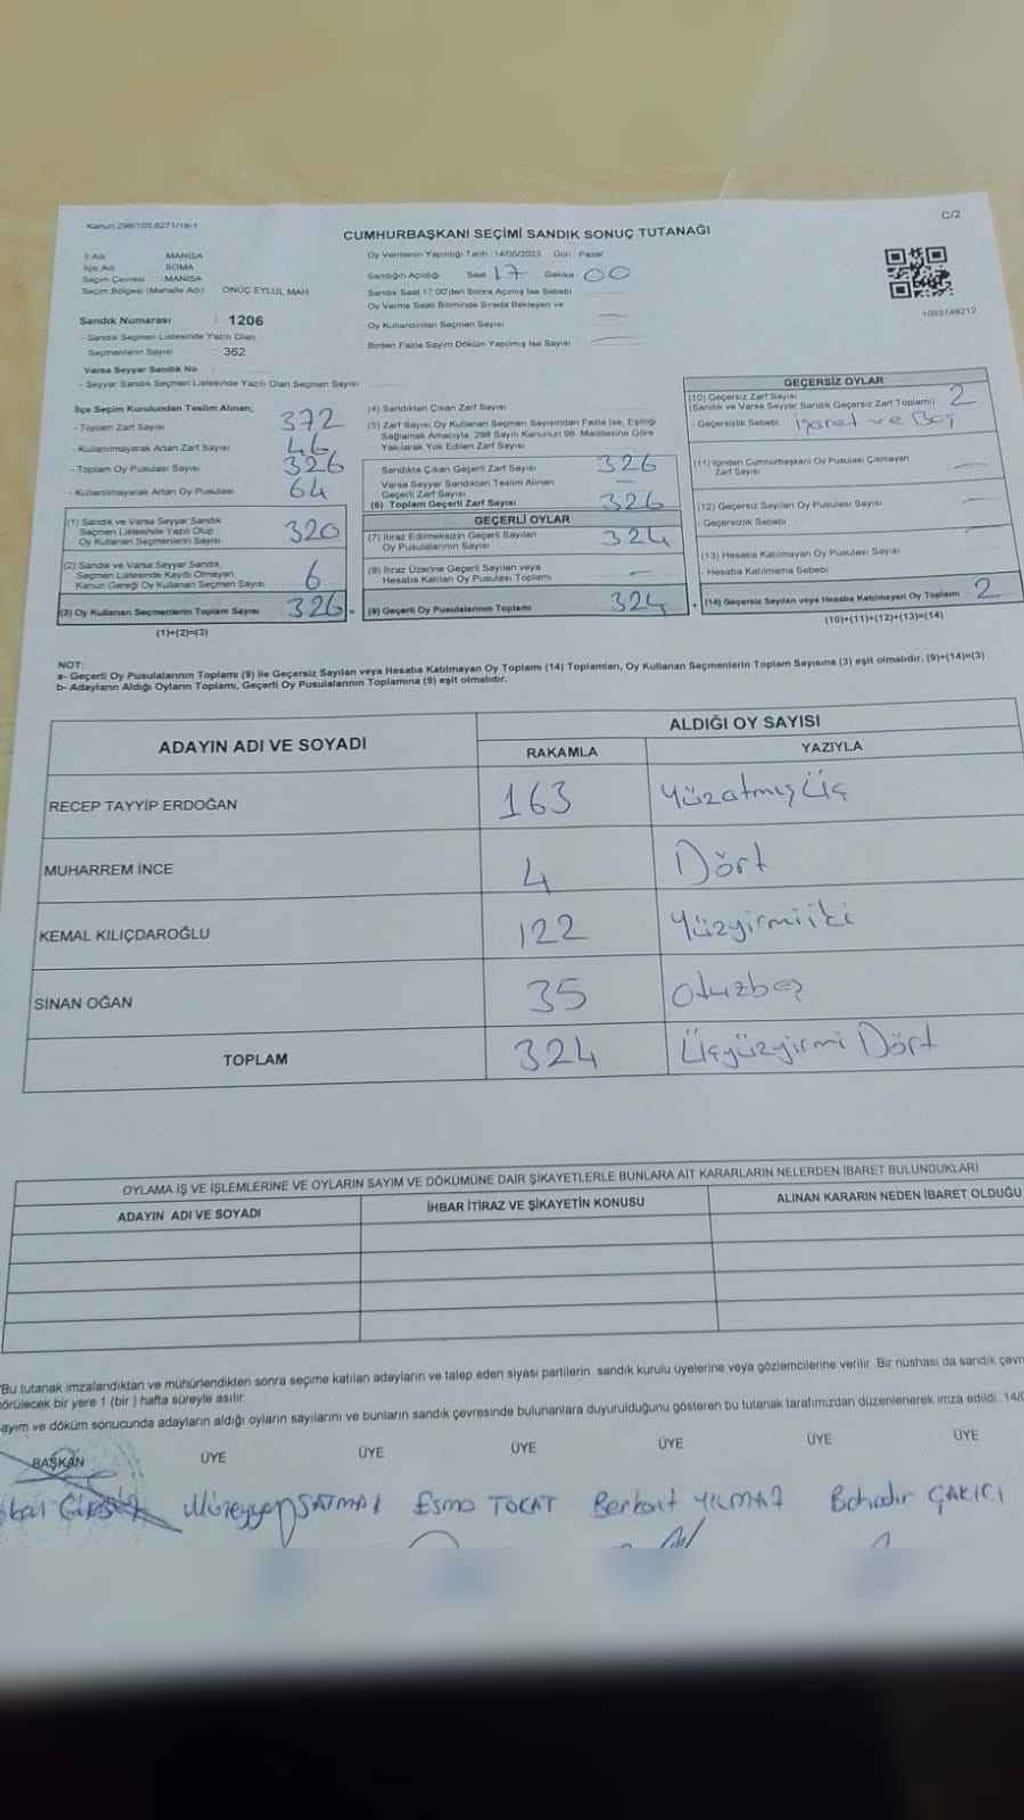 C/2
CUMHURBAŞKANI SEÇİMİ SANDIK SONUÇ TUTANAĞI
İl Adı : MANİSA
İlçe Adı : SOMA
Seçim Çevresi : MANİSA
Seçim Bölgesi (Mahalle Adı) : ONÜÇ EYLÜL MAH.
Sandık Numarası : 1206
- Sandık Seçmen Listesinde Yazılı Olan
Seçmenlerin Sayısı : 362
Varsa Seyyar Sandık No
- Seyyar Sandık Seçmen Listesinde Yazılı Olan Seçmen Sayısı
Oy Vermenin Yapıldığı Tarih : 14/05/2023 Gün : Pazar
Sandığın Açıldığı Saat 17 Dakika 00
Sandık Saat 17.00'den Sonra Açılmış İse Sebebi
Oy Verme Saati Bitiminde Sırada Bekleyen ve
Oy Kullandırılan Seçmen Sayısı —
Birden Fazla Sayım Döküm Yapılmış İse Sayısı —
1093749212
İlçe Seçim Kurulundan Teslim Alınan;
- Toplam Zarf Sayısı 372
- Kullanılmayarak Artan Zarf Sayısı 46
- Toplam Oy Pusulası Sayısı 326
- Kullanılmayarak Artan Oy Pusulası 64
(1) Sandık ve Varsa Seyyar Sandık
Seçmen Listesinde Yazılı Olup
Oy Kullanan Seçmenlerin Sayısı 320
(2) Sandık ve Varsa Seyyar Sandık
Seçmen Listesinde Kayıtlı Olmayan
Kanun Gereği Oy Kullanan Seçmen Sayısı 6
(3) Oy Kullanan Seçmenlerin Toplam Sayısı 326
(1)+(2)=(3)
(4) Sandıktan Çıkan Zarf Sayısı
(5) Zarf Sayısı Oy Kullanan Seçmen Sayısından Fazla İse, Eşitliği
Sağlamak Amacıyla, 298 Sayılı Kanunun 98. Maddesine Göre
Yakılarak Yok Edilen Zarf Sayısı
Sandıkta Çıkan Geçerli Zarf Sayısı 326
Varsa Seyyar Sandıktan Teslim Alınan
Geçerli Zarf Sayısı —
(6) Toplam Geçerli Zarf Sayısı 326
GEÇERLİ OYLAR
(7) İtiraz Edilmeksizin Geçerli Sayılan
Oy Pusulalarının Sayısı 324
(8) İtiraz Üzerine Geçerli Sayılan veya
Hesaba Katılan Oy Pusulası Toplamı —
(9) Geçerli Oy Pusulalarının Toplamı 324
GEÇERSİZ OYLAR
(10) Geçersiz Zarf Sayısı
(Sandık ve Varsa Seyyar Sandık Geçersiz Zarf Toplamı) 2
- Geçersizlik Sebebi İşaret ve Boş
(11) İçinden Cumhurbaşkanı Oy Pusulası Çıkmayan
Zarf Sayısı —
(12) Geçersiz Sayılan Oy Pusulası Sayısı —
- Geçersizlik Sebebi
(13) Hesaba Katılmayan Oy Pusulası Sayısı
- Hesaba Katılmama Sebebi
(14) Geçersiz Sayılan veya Hesaba Katılmayan Oy Toplamı 2
(10)+(11)+(12)+(13)=(14)
NOT:
a- Geçerli Oy Pusulalarının Toplamı (9) ile Geçersiz Sayılan veya Hesaba Katılmayan Oy Toplamı (14) Toplamları, Oy Kullanan Seçmenlerin Toplam Sayısına (3) eşit olmalıdır. (9)+(14)=(3)
b- Adayların Aldığı Oyların Toplamı, Geçerli Oy Pusulalarının Toplamına (9) eşit olmalıdır.
ADAYIN ADI VE SOYADI
ALDIĞI OY SAYISI
RAKAMLA YAZIYLA
RECEP TAYYİP ERDOĞAN 163 YüzatmışÜç
MUHARREM İNCE 4 Dört
KEMAL KILIÇDAROĞLU 122 Yüzyirmiiki
SİNAN OĞAN 35 otuzbeş
TOPLAM 324 Üçyüzyirmi Dört
OYLAMA İŞ VE İŞLEMLERİNE VE OYLARIN SAYIM VE DÖKÜMÜNE DAİR ŞİKAYETLERLE BUNLARA AİT KARARLARIN NELERDEN İBARET BULUNDUKLARI
ADAYIN ADI VE SOYADI İHBAR İTİRAZ VE ŞİKAYETİN KONUSU ALINAN KARARIN NEDEN İBARET OLDUĞU
Bu tutanak imzalandıktan ve mühürlendikten sonra seçime katılan adayların ve talep eden siyasi partilerin sandık kurulu üyelerine veya gözlemcilerine verilir. Bir nüshası da sandık çevr
örülecek bir yere 1 (bir ) hafta süreyle asılır.
ayım ve döküm sonucunda adayların aldığı oyların sayılarını ve bunların sandık çevresinde bulunanlara duyurulduğunu gösteren bu tutanak tarafımızdan düzenlenerek imza edildi. 14/0
BAŞKAN ÜYE ÜYE ÜYE ÜYE ÜYE ÜYE
Esma TOKAT Berkant YILMAZ Bahadır ÇAKICI